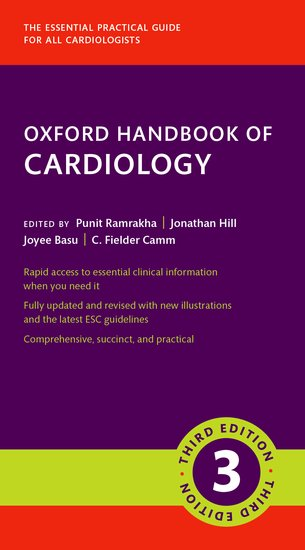 THE ESSENTIAL PRACTICAL GUIDE
FOR ALL CARDIOLOGISTS
OXFORD HANDBOOK OF
CARDIOLOGY
EDITED BY Punit Ramrakha | Jonathan Hill
Joyee Basu | C. Fielder Camm
Rapid access to essential clinical information
when you need it
Fully updated and revised with new illustrations
and the latest ESC guidelines
Comprehensive, succinct, and practical
THIRD EDITION
3
THIRD EDITION